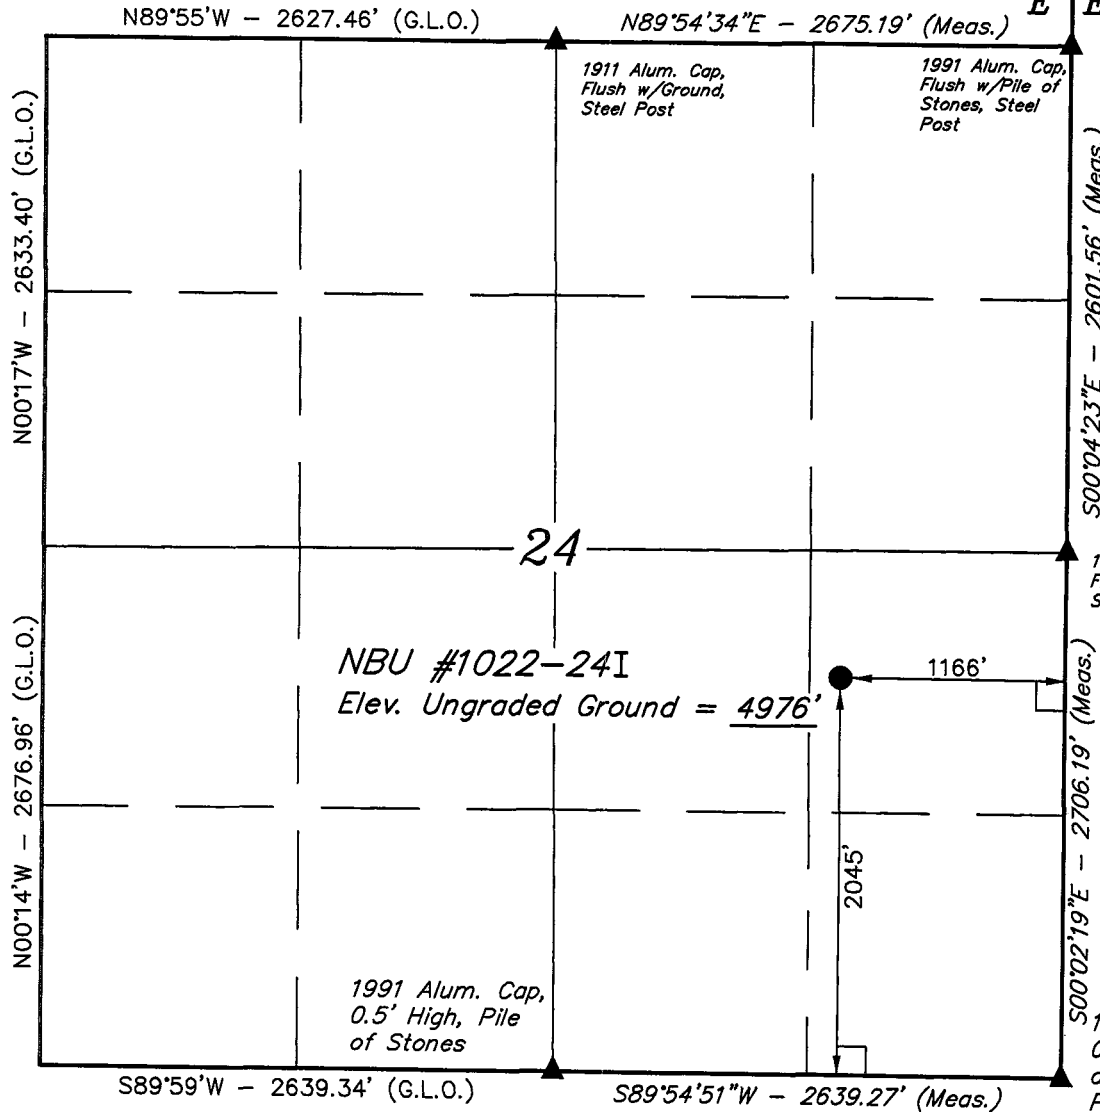 E E
N89°55'W – 2627.46' (G.L.O.)
N89°54'34"E – 2675.19' (Meas.)
1911 Alum. Cap,
Flush w/Ground,
Steel Post
1991 Alum. Cap,
Flush w/Pile of
Stones, Steel
Post
N00°17'W – 2633.40' (G.L.O.)
S00°04'23"E – 2601.56' (Meas.)
24
NBU #1022–24I
Elev. Ungraded Ground = 4976'
1166'
2045'
N00°14'W – 2676.96' (G.L.O.)
S00°02'19"E – 2706.19' (Meas.)
1991 Alum. Cap,
0.5' High, Pile
of Stones
S89°59'W – 2639.34' (G.L.O.)
S89°54'51"W – 2639.27' (Meas.)